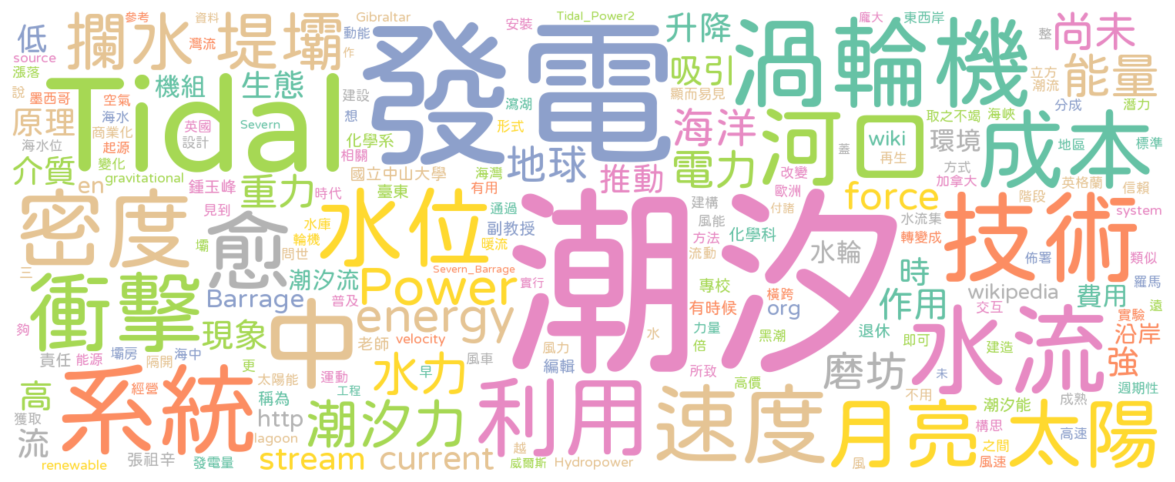 參考 資料 Gibraltar 安裝 Tidal_Power2 龐大 東西岸 整
低 攔水 堤壩 動能 發電 升降 渦輪機 尚未
source 灣流 作
漲落 Tidal 機組 生態 吸引 顯而易見 立方 能量
說 墨西哥 空氣 建設 瀉湖 潮流
原理 海水 英國 Severn 想 形式 海洋 河口 wiki 取之不竭 海峽 分成 潛力
商業化 設計 化學系 蓋 再生 環境 成本 地區 標準
海水位 起源 相關 地球 電力 方式
介質 變化 gravitational 國立中山大學 海灣 推動 改變 加拿大 階段 英格蘭 信賴
en 重力 鍾玉峰 時代 臺東 有用 歐洲 force
密度 見到 愈 水位 通過 建構 付諸 水流集 技術 system
水庫 副教授 風能 化學科 轉變成
壩 輪機 問世 暖流 方法 水輪 佈署 類似
三 潮汐流 Severn_Barrage 潮汐 流動 時 羅馬
衝擊 Barrage Power 實行 專校 wikipedia 費用 遠
夠 現象 普及 energy 有時候 橫跨 org 作用 交互 實驗
中 velocity 力量 黑潮 退休 水流 沿岸
責任 能源 壩房 隔開 海中 老師 水 風力 倍 所致 即可 建造 強
更 風車 早 編輯 磨坊 未 週期性
高 系統 太陽能 運動 水力 利用 高價 不用 成熟
獲取 經營 稱為 工程 速度 潮汐能
流 http 潮汐力 越 月亮 構思 高速 太陽
張祖辛 lagoon 之間
renewable 發電量 stream current 威爾斯 Hydropower 風 風速